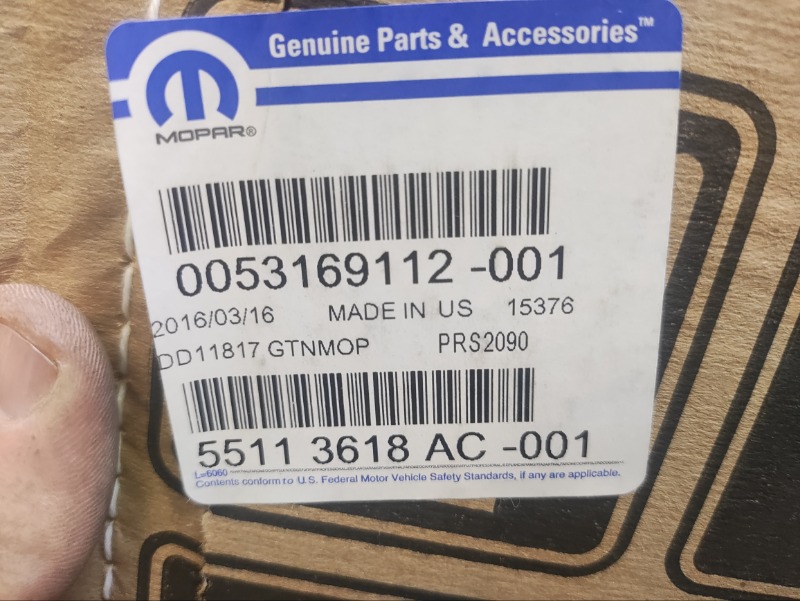 Genuine Parts & Accessories™
MOPAR®
0053169112 -001
2016/03/16 MADE IN US 15376
DD11817 GTNMOP PRS2090
5511 3618 AC -001
L-6060
Contents conform to U.S. Federal Motor Vehicle Safety Standards, if any are applicable.